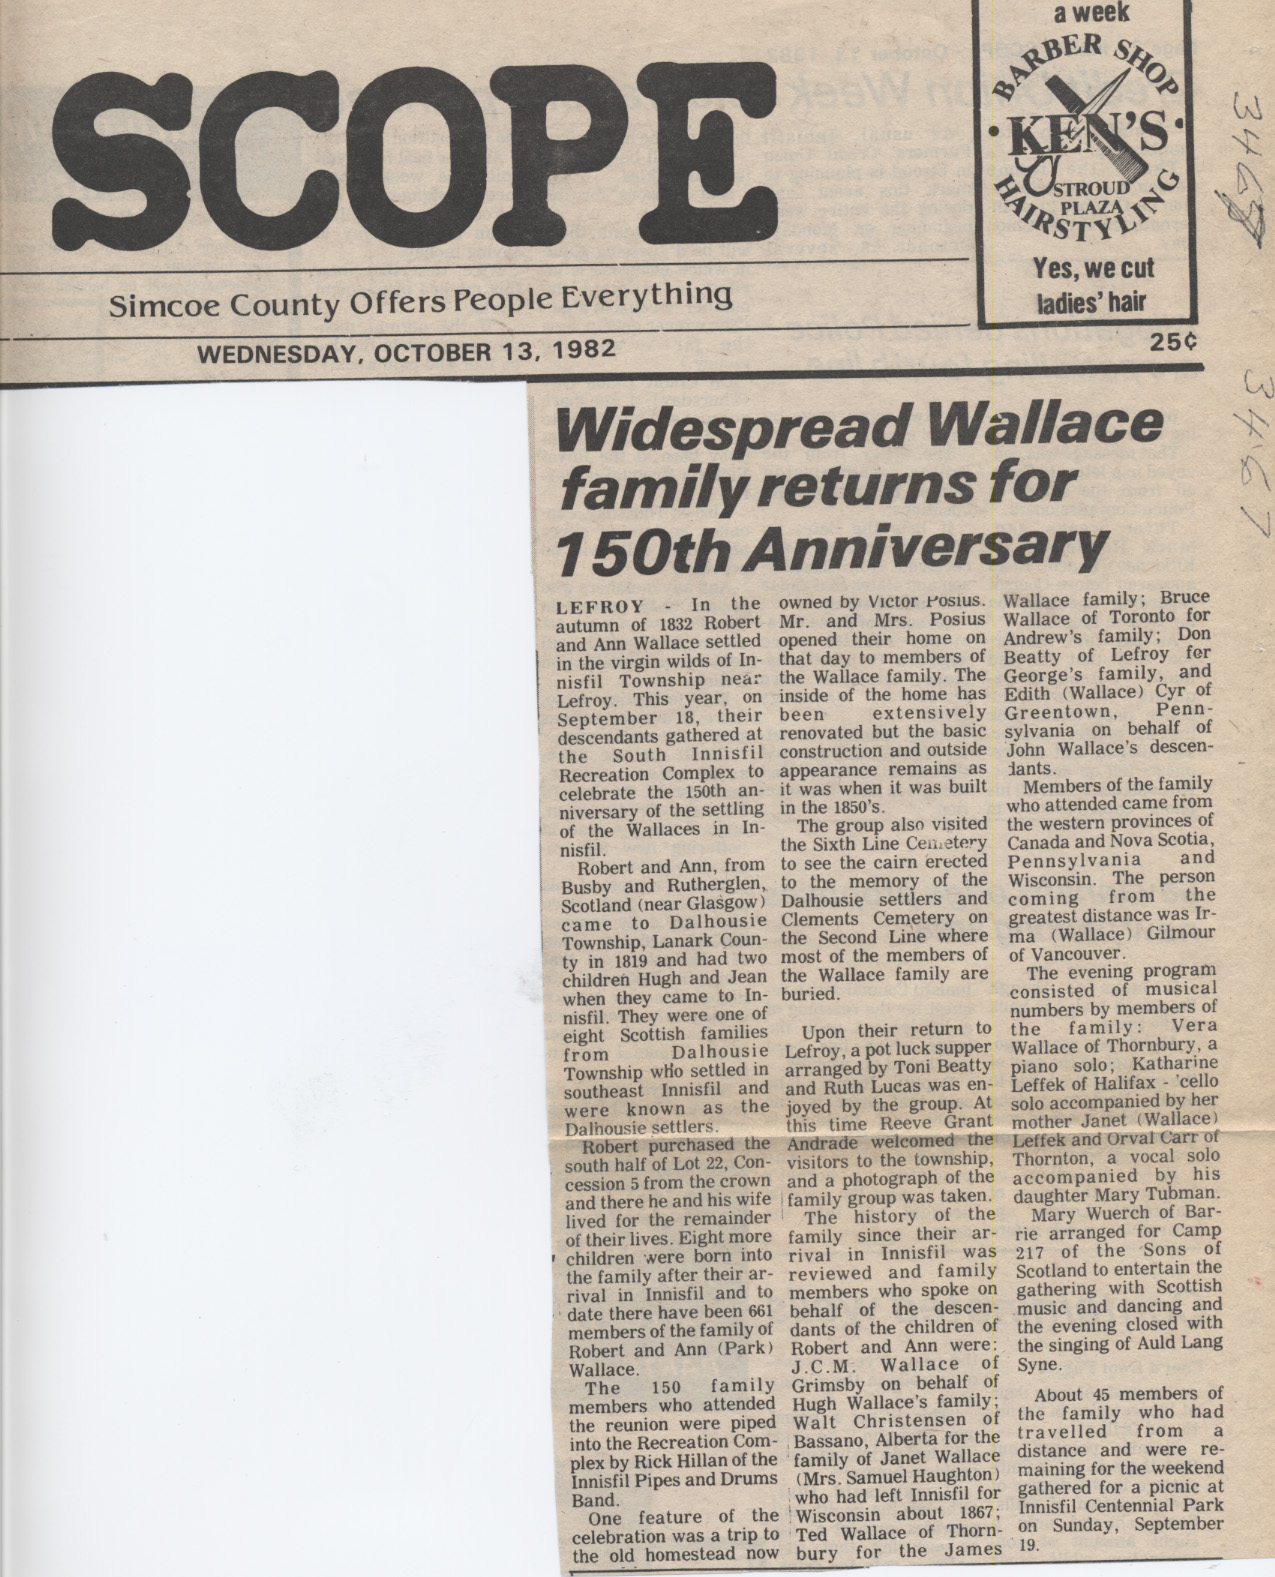 SCOPE
Simcoe County Offers People Everything
WEDNESDAY, OCTOBER 13, 1982
25¢
a week
BARBER SHOP
KEN'S
STROUD
PLAZA
HAIRSTYLING
Yes, we cut
ladies' hair
3467
Widespread Wallace
family returns for
150th Anniversary
LEFROY - In the
autumn of 1832 Robert
and Ann Wallace settled
in the virgin wilds of In-
nisfil Township near
Lefroy. This year, on
September 18, their
descendants gathered at
the South Innisfil
Recreation Complex to
celebrate the 150th an-
niversary of the settling
of the Wallaces in In-
nisfil.
Robert and Ann, from
Busby and Rutherglen,
Scotland (near Glasgow)
came to Dalhousie
Township, Lanark Coun-
ty in 1819 and had two
children Hugh and Jean
when they came to In-
nisfil. They were one of
eight Scottish families
from Dalhousie
Township who settled in
southeast Innisfil and
were known as the
Dalhousie settlers.
Robert purchased the
south half of Lot 22, Con-
cession 5 from the crown
and there he and his wife
lived for the remainder
of their lives. Eight more
children were born into
the family after their ar-
rival in Innisfil and to
date there have been 661
members of the family of
Robert and Ann (Park)
Wallace.
The 150 family
members who attended
the reunion were piped
into the Recreation Com-
plex by Rick Hillan of the
Innisfil Pipes and Drums
Band.
One feature of the
celebration was a trip to
the old homestead now
owned by Victor Posius.
Mr. and Mrs. Posius
opened their home on
that day to members of
the Wallace family. The
inside of the home has
been extensively
renovated but the basic
construction and outside
appearance remains as
it was when it was built
in the 1850's.
The group also visited
the Sixth Line Cemetery
to see the cairn erected
to the memory of the
Dalhousie settlers and
Clements Cemetery on
the Second Line where
most of the members of
the Wallace family are
buried.
Upon their return to
Lefroy, a pot luck supper
arranged by Toni Beatty
and Ruth Lucas was en-
joyed by the group. At
this time Reeve Grant
Andrade welcomed the
visitors to the township,
and a photograph of the
family group was taken.
The history of the
family since their ar-
rival in Innisfil was
reviewed and family
members who spoke on
behalf of the descen-
dants of the children of
Robert and Ann were:
J.C.M. Wallace of
Grimsby on behalf of
Hugh Wallace's family;
Walt Christensen of
Bassano, Alberta for the
family of Janet Wallace
(Mrs. Samuel Haughton)
who had left Innisfil for
Wisconsin about 1867;
Ted Wallace of Thorn-
bury for the James
Wallace family; Bruce
Wallace of Toronto for
Andrew's family; Don
Beatty of Lefroy fer
George's family, and
Edith (Wallace) Cyr of
Greentown, Penn-
sylvania on behalf of
John Wallace's descen-
dants.
Members of the family
who attended came from
the western provinces of
Canada and Nova Scotia,
Pennsylvania and
Wisconsin. The person
coming from the
greatest distance was Ir-
ma (Wallace) Gilmour
of Vancouver.
The evening program
consisted of musical
numbers by members of
the family: Vera
Wallace of Thornbury, a
piano solo; Katharine
Leffek of Halifax - 'cello
solo accompanied by her
mother Janet (Wallace)
Leffek and Orval Carr of
Thornton, a vocal solo
accompanied by his
daughter Mary Tubman.
Mary Wuerch of Bar-
rie arranged for Camp
217 of the Sons of
Scotland to entertain the
gathering with Scottish
music and dancing and
the evening closed with
the singing of Auld Lang
Syne.
About 45 members of
the family who had
travelled from a
distance and were re-
maining for the weekend
gathered for a picnic at
Innisfil Centennial Park
on Sunday, September
19.